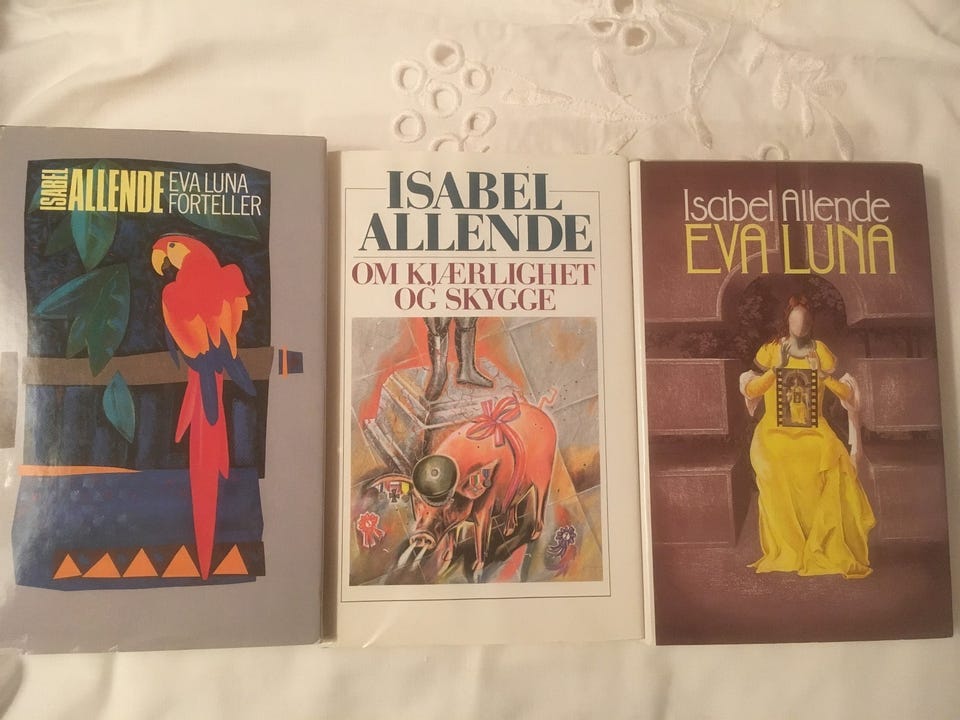 ISABEL
ALLENDE
EVA LUNA
FORTELLER
ISABEL
ALLENDE
OM KJÆRLIGHET
OG SKYGGE
Isabel Allende
EVA LUNA